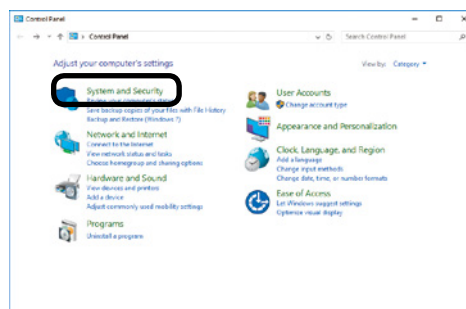 Control Panel
Control Panel
Search Control Panel
Adjust your computer's settings
View by: Category
System and Security
Review your computer's status
Save backup copies of your files with File History
Backup and Restore (Windows 7)
Network and Internet
Connect to the Internet
View network status and tasks
Choose homegroup and sharing options
Hardware and Sound
View devices and printers
Add a device
Adjust commonly used mobility settings
Programs
Uninstall a program
User Accounts
Change account type
Appearance and Personalization
Clock, Language, and Region
Add a language
Change input methods
Change date, time, or number formats
Ease of Access
Let Windows suggest settings
Optimize visual display